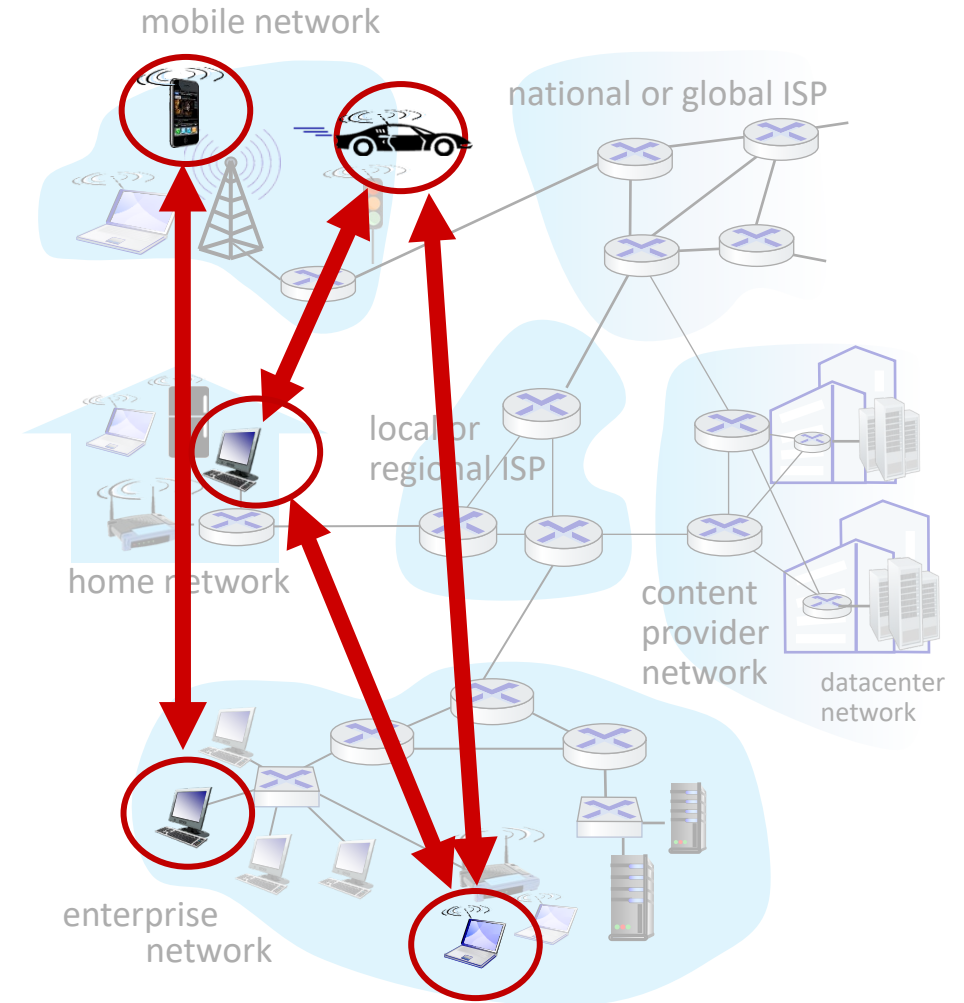 mobile network
national or global ISP
local or
regional ISP
home network
content
provider
network
datacenter
network
enterprise
network